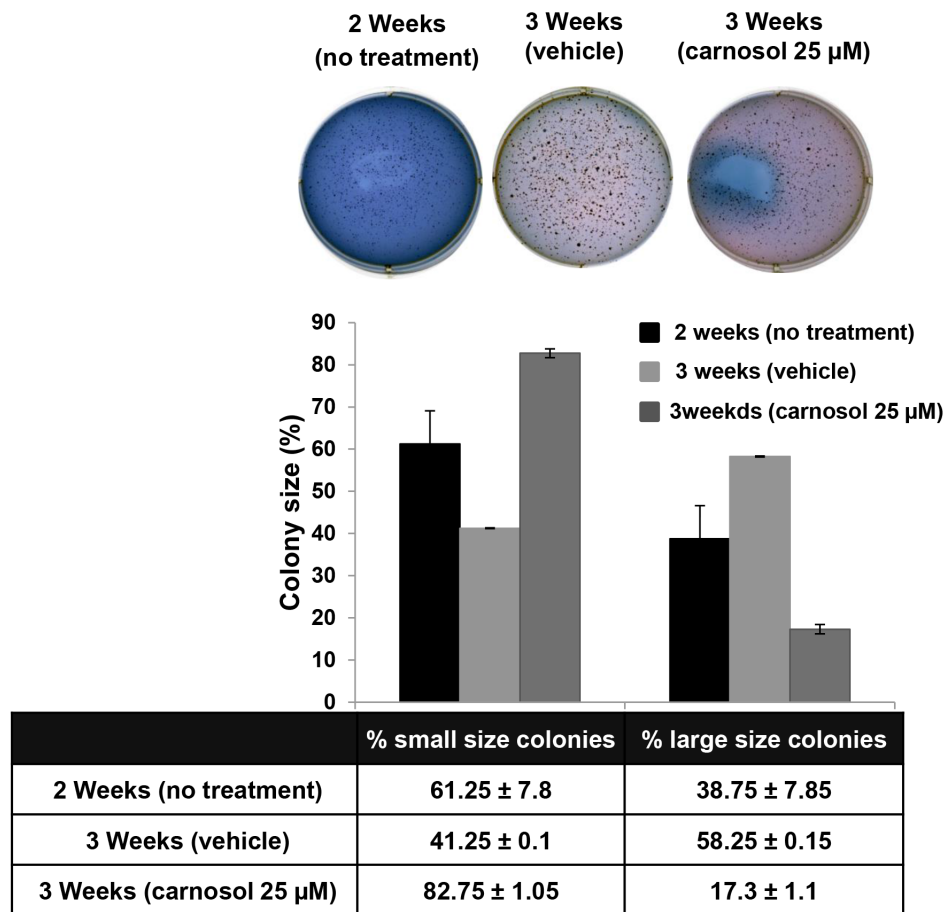 2 Weeks
(no treatment)
3 Weeks
(vehicle)
3 Weeks
(carnosol 25 µM)
90
80
70
60
50
40
30
20
10
0
Colony size (%)
2 weeks (no treatment)
3 weeks (vehicle)
3weekds (carnosol 25 µM)
% small size colonies % large size colonies
2 Weeks (no treatment) 61.25 ± 7.8 38.75 ± 7.85
3 Weeks (vehicle) 41.25 ± 0.1 58.25 ± 0.15
3 Weeks (carnosol 25 µM) 82.75 ± 1.05 17.3 ± 1.1